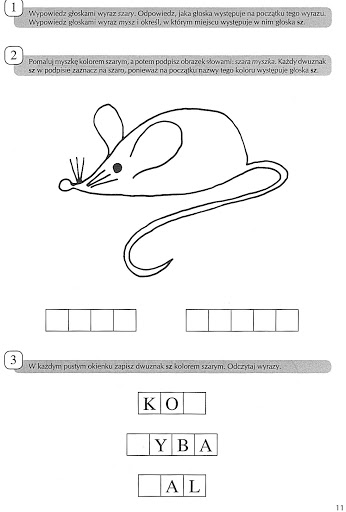 1
Wypowiedz głoskami wyraz szary. Odpowiedz, jaka głoska występuje na początku tego wyrazu.
Wypowiedz głoskami wyraz mysz i określ, w którym miejscu występuje w nim głoska sz.
2
Pomaluj myszkę kolorem szarym, a potem podpisz obrazek słowami: szara myszka. Każdy dwuznak
sz w podpisie zaznacz na szaro, ponieważ na początku nazwy tego koloru występuje głoska sz.
3
W każdym pustym okienku zapisz dwuznak sz kolorem szarym. Odczytaj wyrazy.
K O
Y B A
A L
11